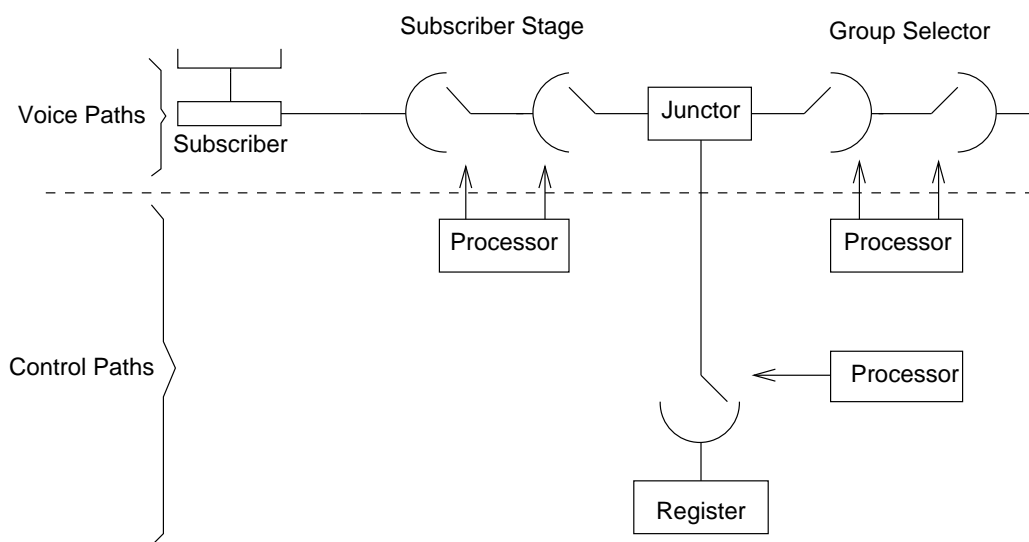 Subscriber Stage
Group Selector
Voice Paths
Junctor
Subscriber
Processor
Processor
Control Paths
Processor
Register